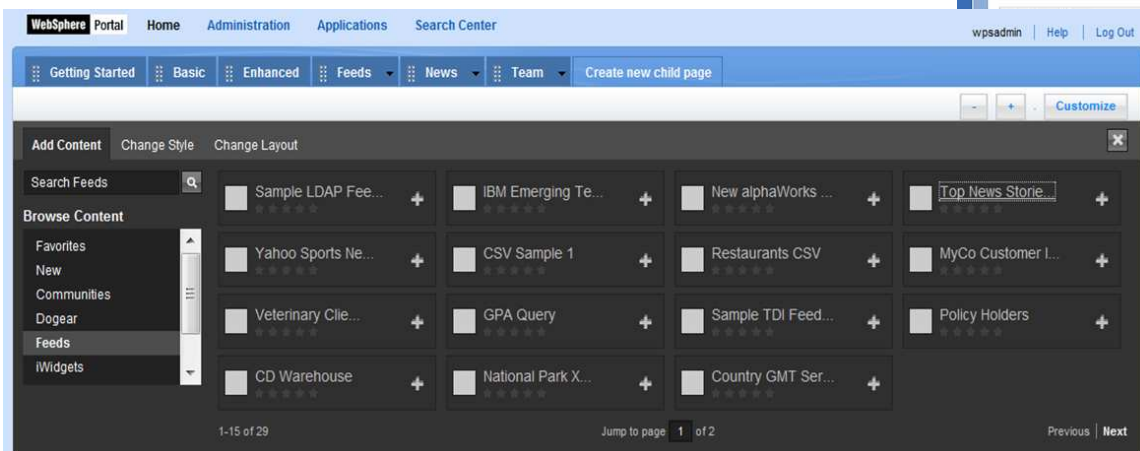 WebSphere Portal Home Administration Applications Search Center
wpsadmin | Help | Log Out
Getting Started Basic Enhanced Feeds News Team Create new child page
- + . Customize
Add Content Change Style Change Layout
Search Feeds
Browse Content
Favorites
New
Communities
Dogear
Feeds
iWidgets
Sample LDAP Fee... IBM Emerging Te... New alphaWorks ... Top News Storie...
Yahoo Sports Ne... CSV Sample 1 Restaurants CSV MyCo Customer I...
Veterinary Clie... GPA Query Sample TDI Feed... Policy Holders
CD Warehouse National Park X... Country GMT Ser...
1-15 of 29 Jump to page 1 of 2 Previous | Next